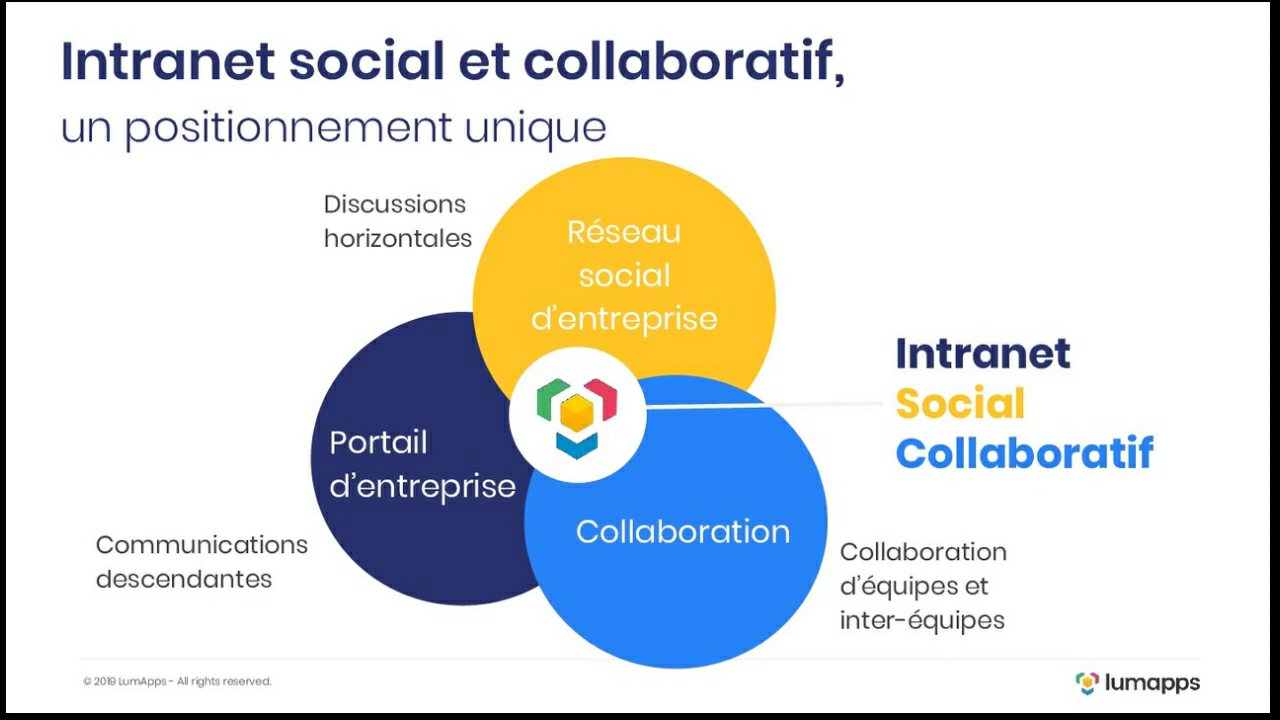 Intranet social et collaboratif,
un positionnement unique
Discussions
horizontales
Réseau
social
d'entreprise
Portail
d'entreprise
Intranet
Social
Collaboratif
Collaboration
Communications
descendantes
Collaboration
d'équipes et
inter-équipes
© 2019 LumApps - All rights reserved.
lumapps